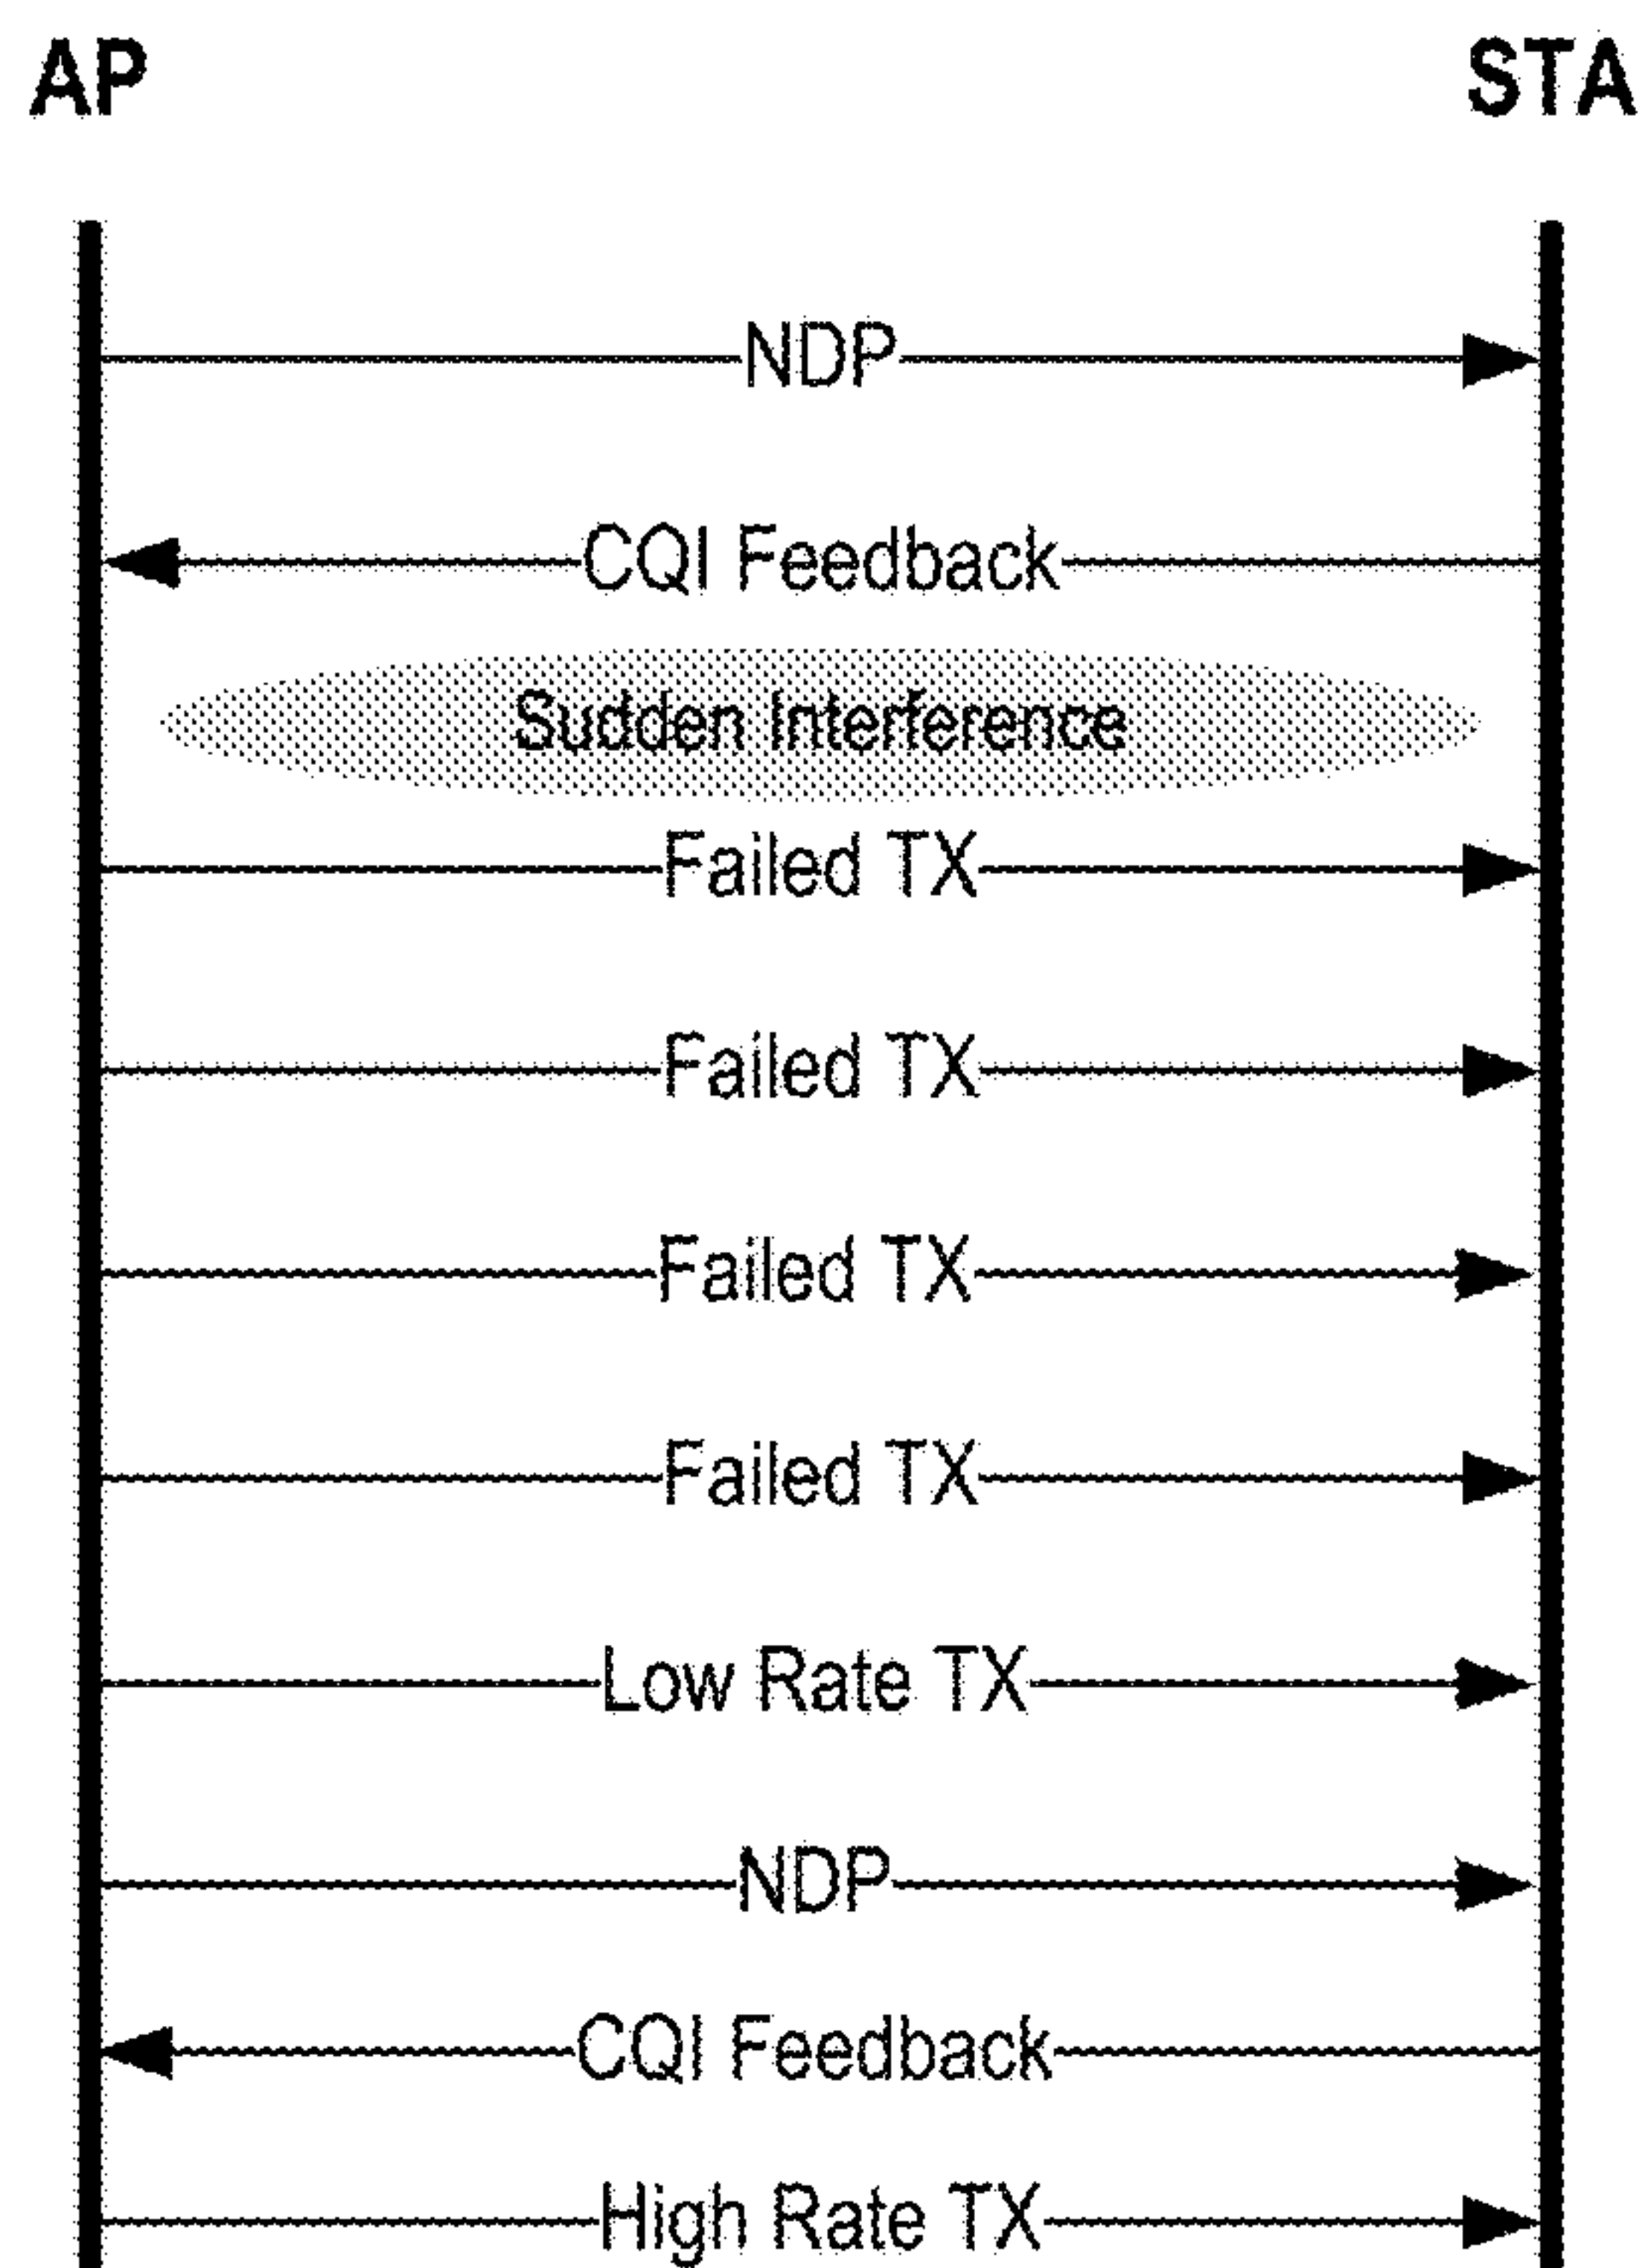 AP STA
NDP
CQI Feedback
Sudden Interference
Failed TX
Failed TX
Failed TX
Failed TX
Low Rate TX
NDP
CQI Feedback
High Rate TX